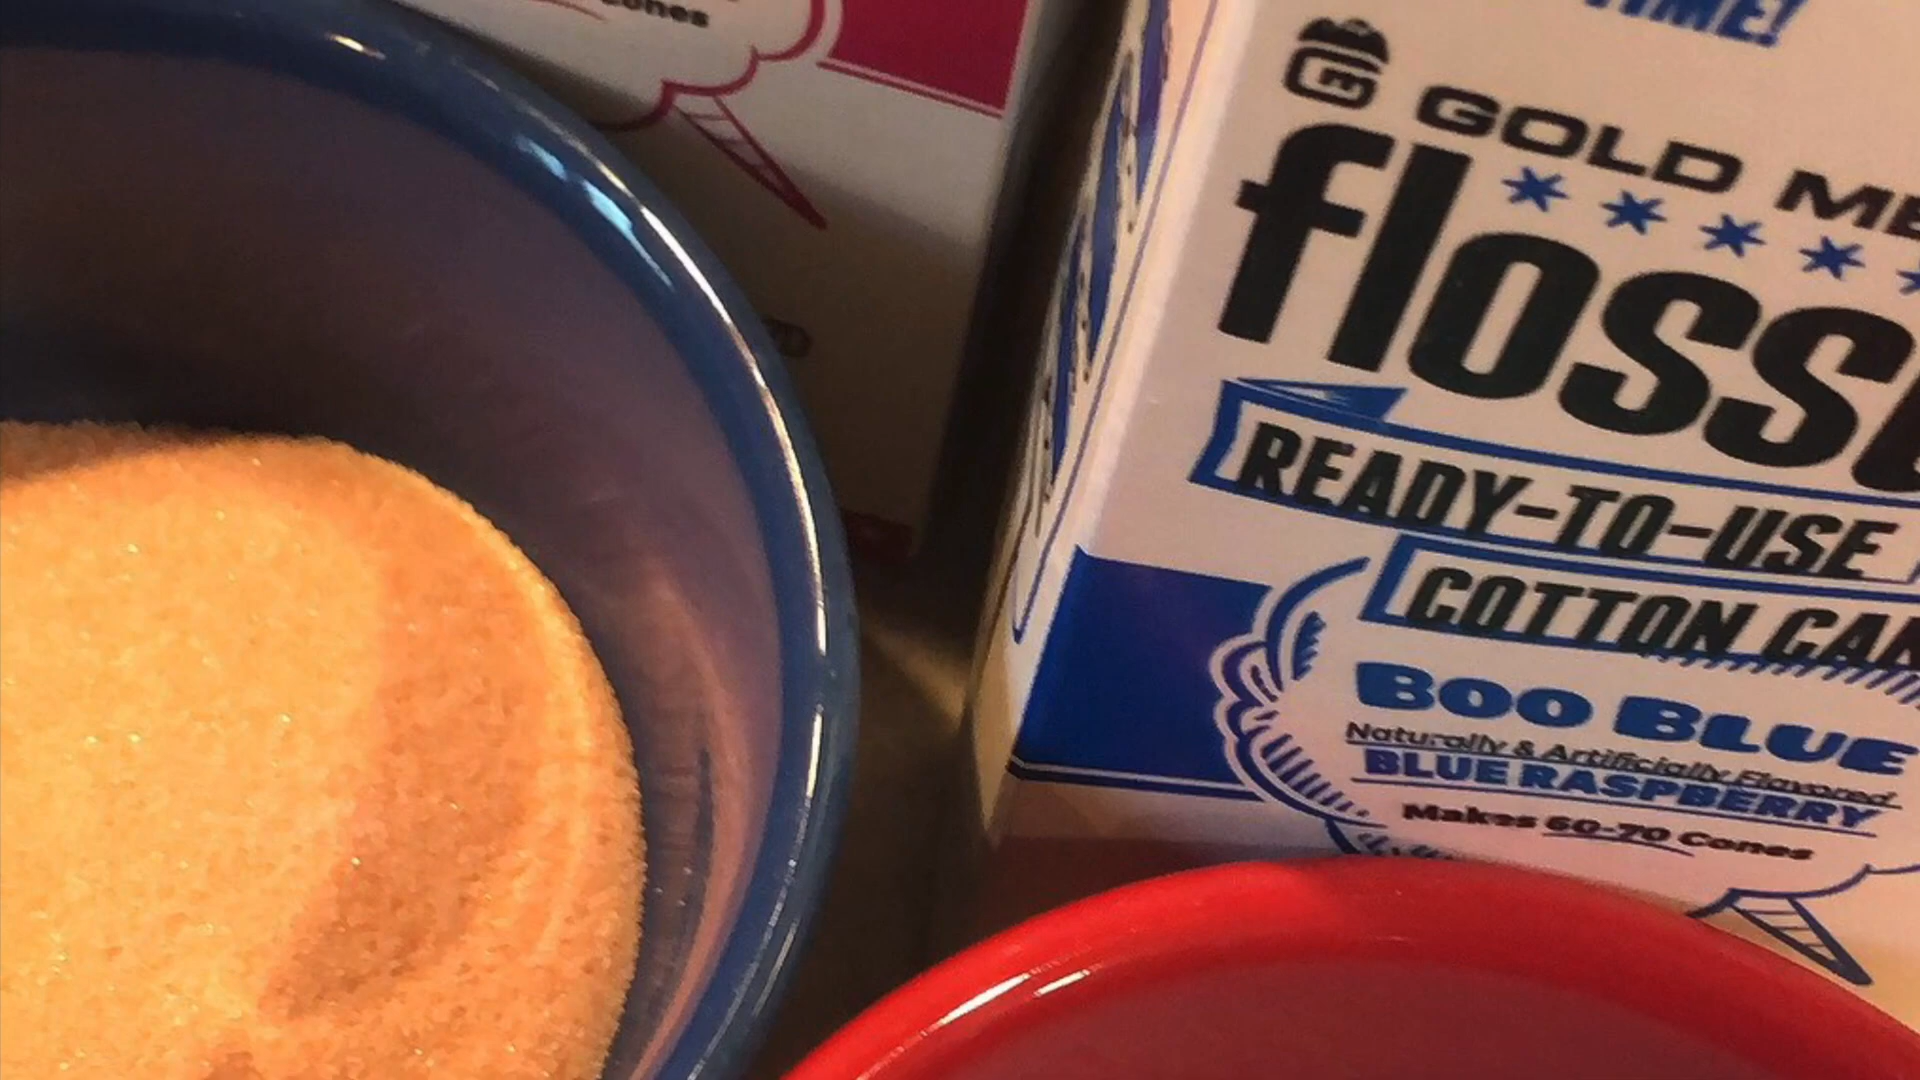 Cones
TIME!
GOLD ME
floss
READY-TO-USE
COTTON CAN
BOO BLUE
Naturally & Artificially Flavored
BLUE RASPBERRY
Makes 60-70 Cones